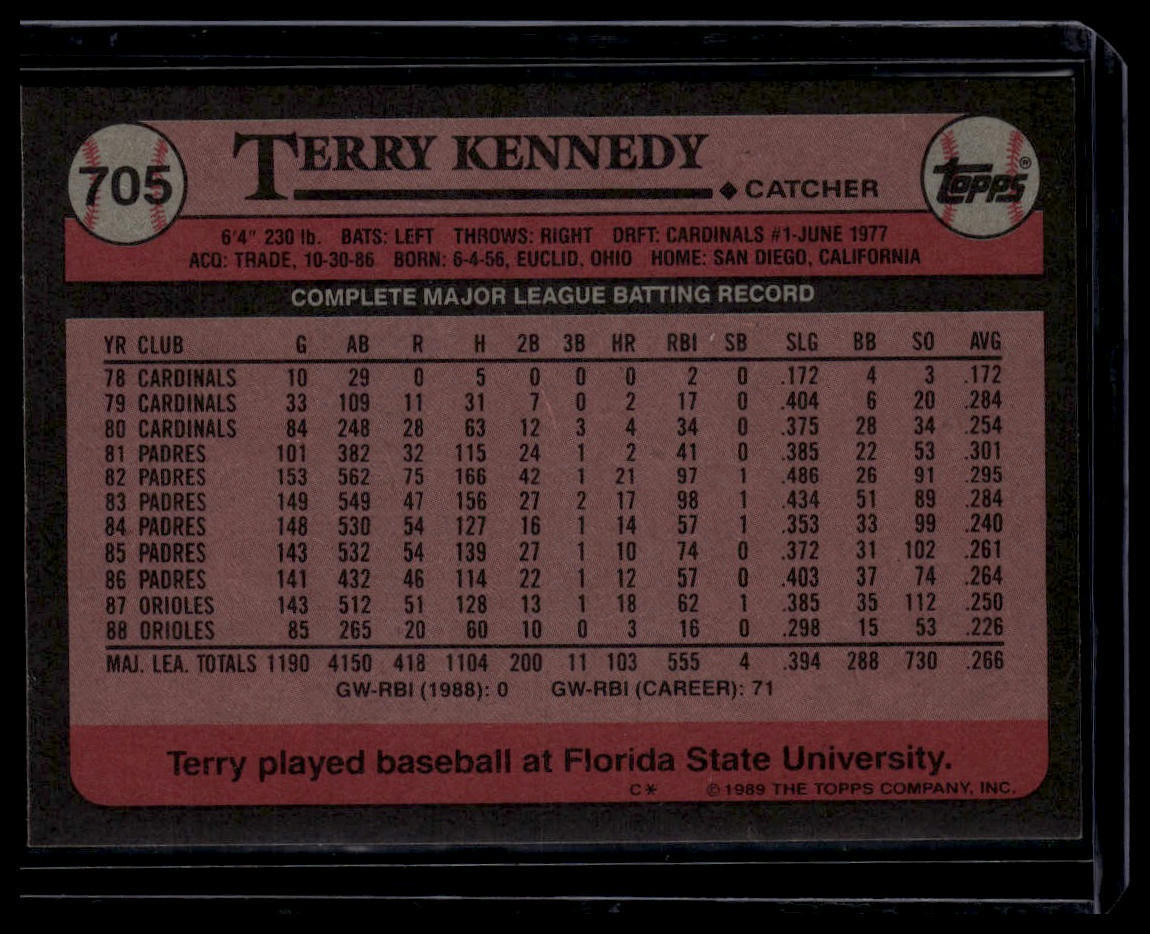 705
TERRY KENNEDY
CATCHER
topps®
6'4" 230 lb. BATS: LEFT THROWS: RIGHT DRFT: CARDINALS #1-JUNE 1977
ACQ: TRADE, 10-30-86 BORN: 6-4-56, EUCLID, OHIO HOME: SAN DIEGO, CALIFORNIA
COMPLETE MAJOR LEAGUE BATTING RECORD
YR CLUB G AB R H 2B 3B HR RBI SB SLG BB SO AVG
78 CARDINALS 10 29 0 5 0 0 0 2 0 .172 4 3 .172
79 CARDINALS 33 109 11 31 7 0 2 17 0 .404 6 20 .284
80 CARDINALS 84 248 28 63 12 3 4 34 0 .375 28 34 .254
81 PADRES 101 382 32 115 24 1 2 41 0 .385 22 53 .301
82 PADRES 153 562 75 166 42 1 21 97 1 .486 26 91 .295
83 PADRES 149 549 47 156 27 2 17 98 1 .434 51 89 .284
84 PADRES 148 530 54 127 16 1 14 57 1 .353 33 99 .240
85 PADRES 143 532 54 139 27 1 10 74 0 .372 31 102 .261
86 PADRES 141 432 46 114 22 1 12 57 0 .403 37 74 .264
87 ORIOLES 143 512 51 128 13 1 18 62 1 .385 35 112 .250
88 ORIOLES 85 265 20 60 10 0 3 16 0 .298 15 53 .226
MAJ. LEA. TOTALS 1190 4150 418 1104 200 11 103 555 4 .394 288 730 .266
GW-RBI (1988): 0 GW-RBI (CAREER): 71
Terry played baseball at Florida State University.
C* ©1989 THE TOPPS COMPANY, INC.